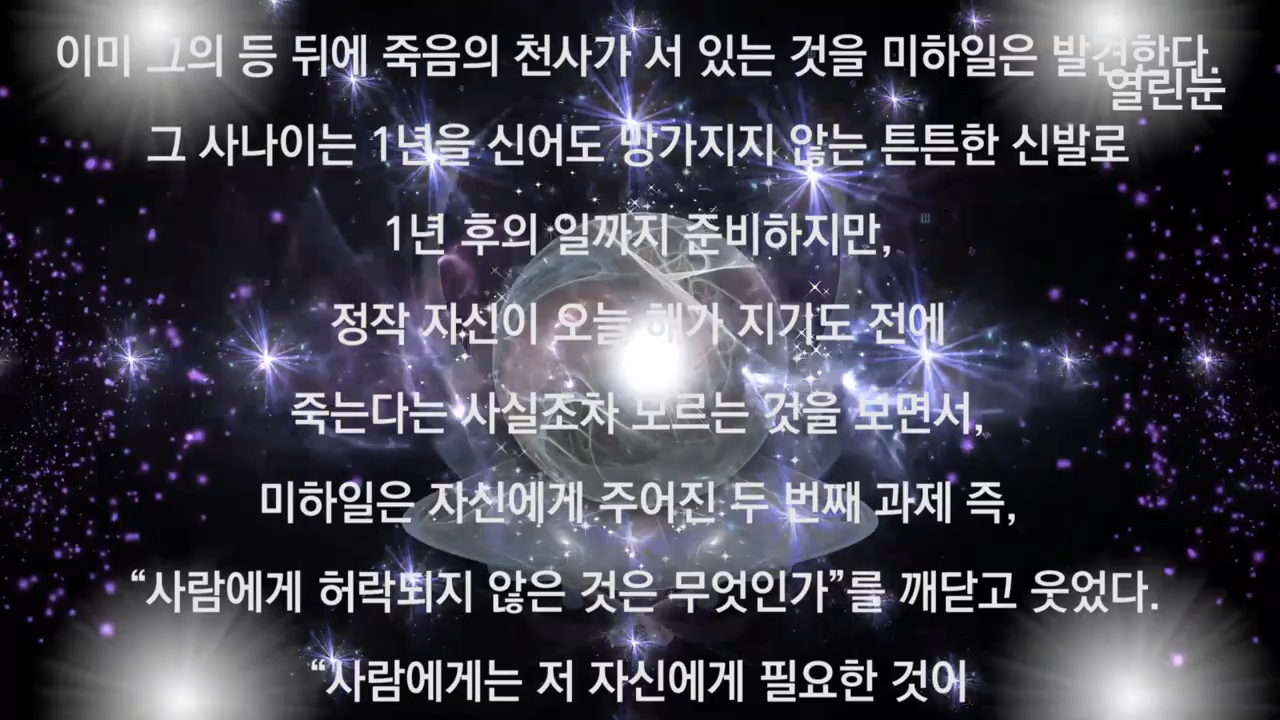 이미 그의 등 뒤에 죽음의 천사가 서 있는 것을 미하일은 발견한다.
열린눈
그 사나이는 1년을 신어도 망가지지 않는 튼튼한 신발로
1년 후의 일까지 준비하지만,
정작 자신이 오늘 해가 지기도 전에
죽는다는 사실조차 모르는 것을 보면서,
미하일은 자신에게 주어진 두 번째 과제 즉,
“사람에게 허락되지 않은 것은 무엇인가”를 깨닫고 웃었다.
“사람에게는 저 자신에게 필요한 것이